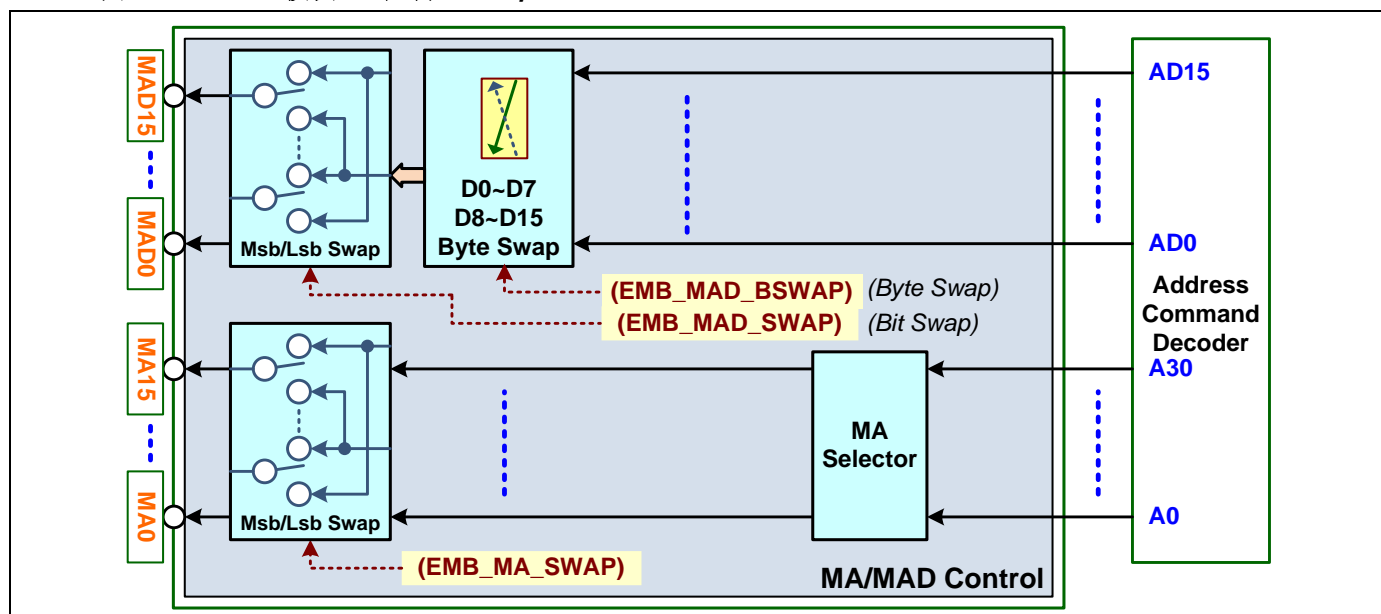 MAD15
MAD0
MA15
MA0
Msb/Lsb Swap
D0~D7
D8~D15
Byte Swap
(EMB_MAD_BSWAP) (Byte Swap)
(EMB_MAD_SWAP) (Bit Swap)
Msb/Lsb Swap
(EMB_MA_SWAP)
MA
Selector
MA/MAD Control
AD15
AD0
Address
Command
Decoder
A30
A0